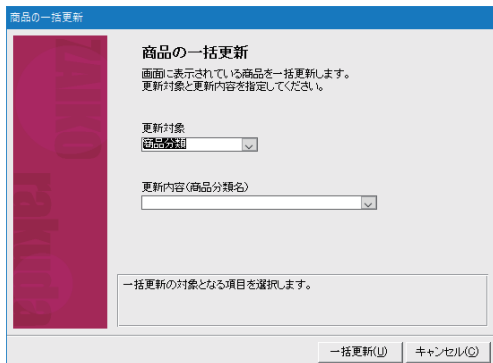 商品の一括更新
商品の一括更新
画面に表示されている商品を一括更新します。
更新対象と更新内容を指定してください。
更新対象
商品分類
更新内容(商品分類名)
一括更新の対象となる項目を選択します。
一括更新(U)
キャンセル(C)